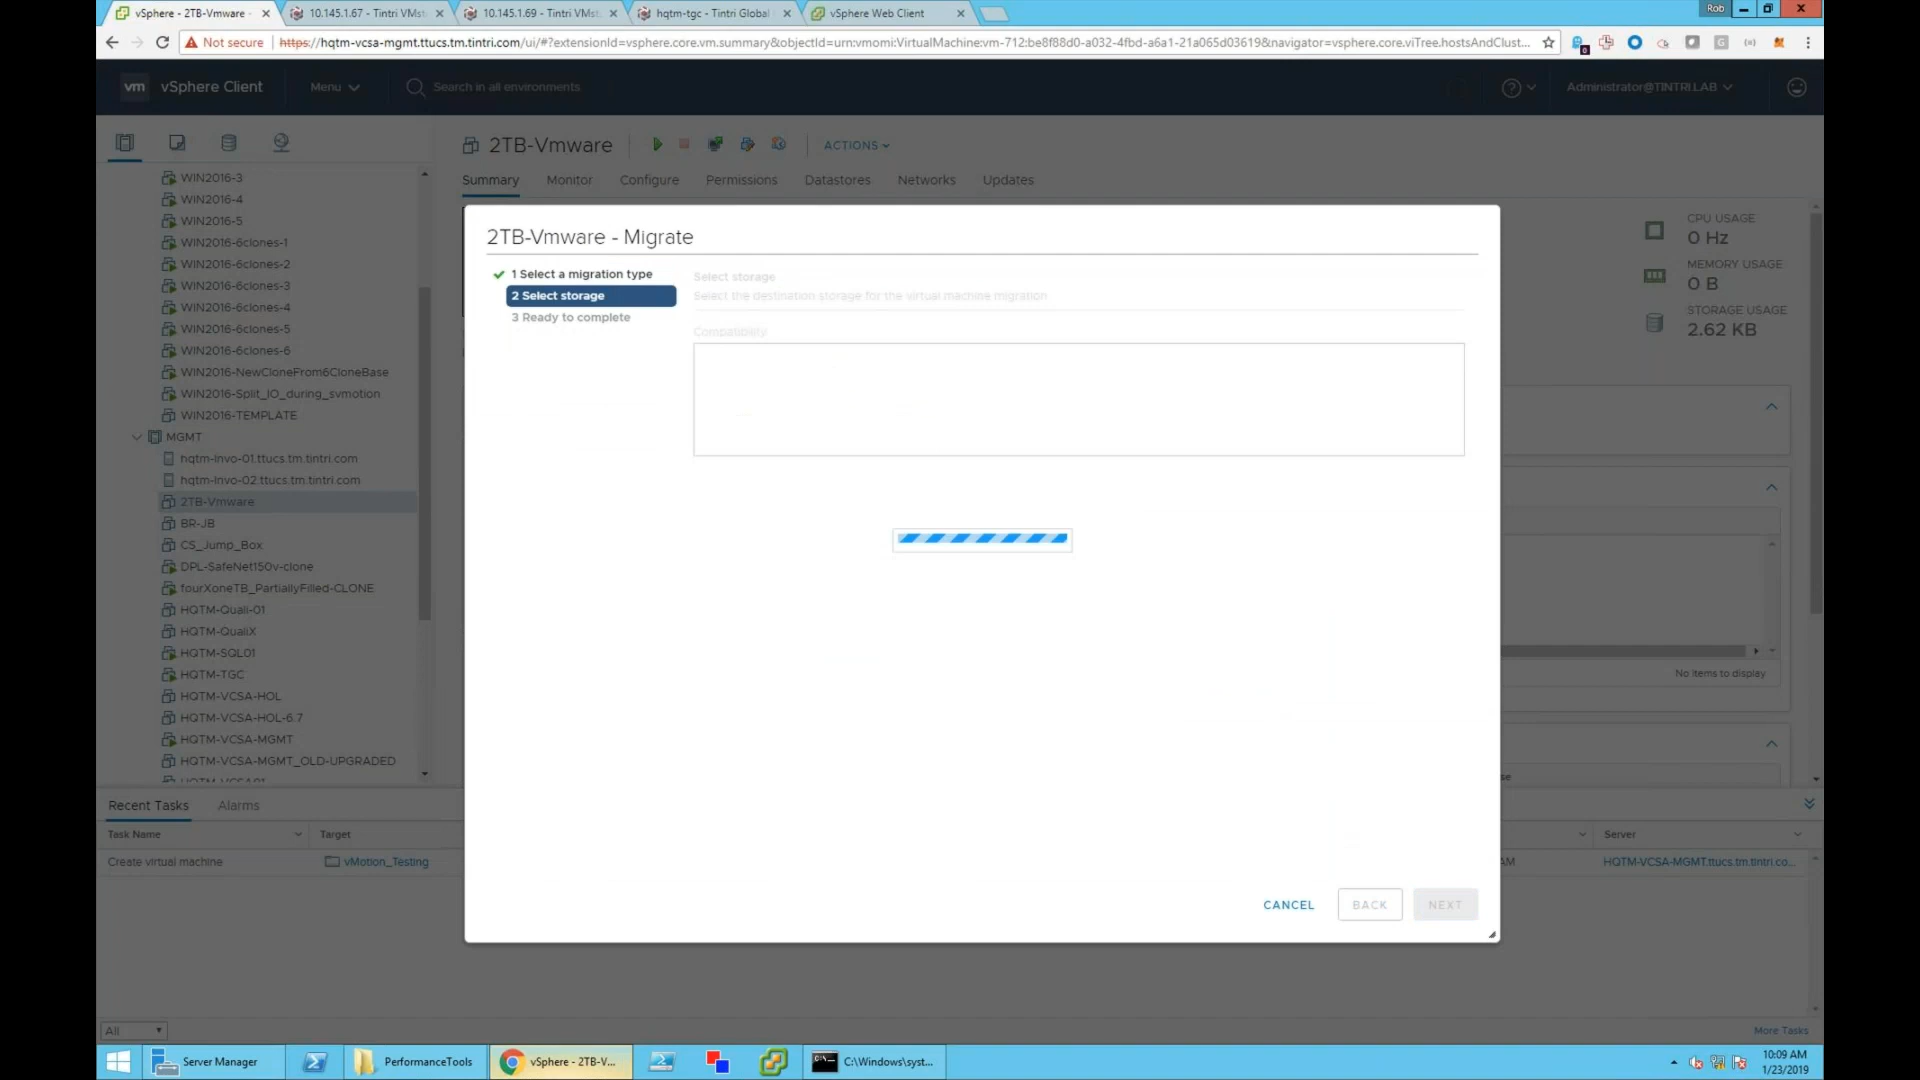 vSphere - 2TB-Vmware -
10.145.1.67 - Tintri VMst
10.145.1.69 - Tintri VMst
hqtm-tgc - Tintri Global
vSphere Web Client
Rob
Not secure
https://hqtm-vcsa-mgmt.ttucs.tm.tintri.com/ui/#?extensionId=vsphere.core.vm.summary&objectId=urn:vmomi:VirtualMachine:vm-712:be8f88d0-a032-4fbd-a6a1-21a065d03619&navigator=vsphere.core.viTree.hostsAndClust...
vm vSphere Client
Menu
Search in all environments
Administrator@TINTRI.LAB
2TB-Vmware
ACTIONS
Summary
Monitor
Configure
Permissions
Datastores
Networks
Updates
WIN2016-3
WIN2016-4
WIN2016-5
WIN2016-6clones-1
WIN2016-6clones-2
WIN2016-6clones-3
WIN2016-6clones-4
WIN2016-6clones-5
WIN2016-6clones-6
WIN2016-NewCloneFrom6CloneBase
WIN2016-Split_IO_during_svmotion
WIN2016-TEMPLATE
MGMT
hqtm-invo-01.ttucs.tm.tintri.com
hqtm-invo-02.ttucs.tm.tintri.com
2TB-Vmware
BR-JB
CS_Jump_Box
DPL-SafeNet150v-clone
fourXoneTB_PartiallyFilled-CLONE
HQTM-Quali-01
HQTM-QualiX
HQTM-SQL01
HQTM-TGC
HQTM-VCSA-HOL
HQTM-VCSA-HOL-6.7
HQTM-VCSA-MGMT
HQTM-VCSA-MGMT_OLD-UPGRADED
HQTM-VCSA01
2TB-Vmware - Migrate
1 Select a migration type
2 Select storage
3 Ready to complete
Select storage
Select the destination storage for the virtual machine migration
Compatibility
CANCEL
BACK
NEXT
CPU USAGE
0 Hz
MEMORY USAGE
0 B
STORAGE USAGE
2.62 KB
No items to display
se
Recent Tasks
Alarms
Task Name
Target
Server
Create virtual machine
vMotion_Testing
AM
HQTM-VCSA-MGMT.ttucs.tm.tintri.co...
All
More Tasks
Server Manager
PerformanceTools
vSphere - 2TB-V...
C:\Windows\syst...
10:09 AM
1/23/2019